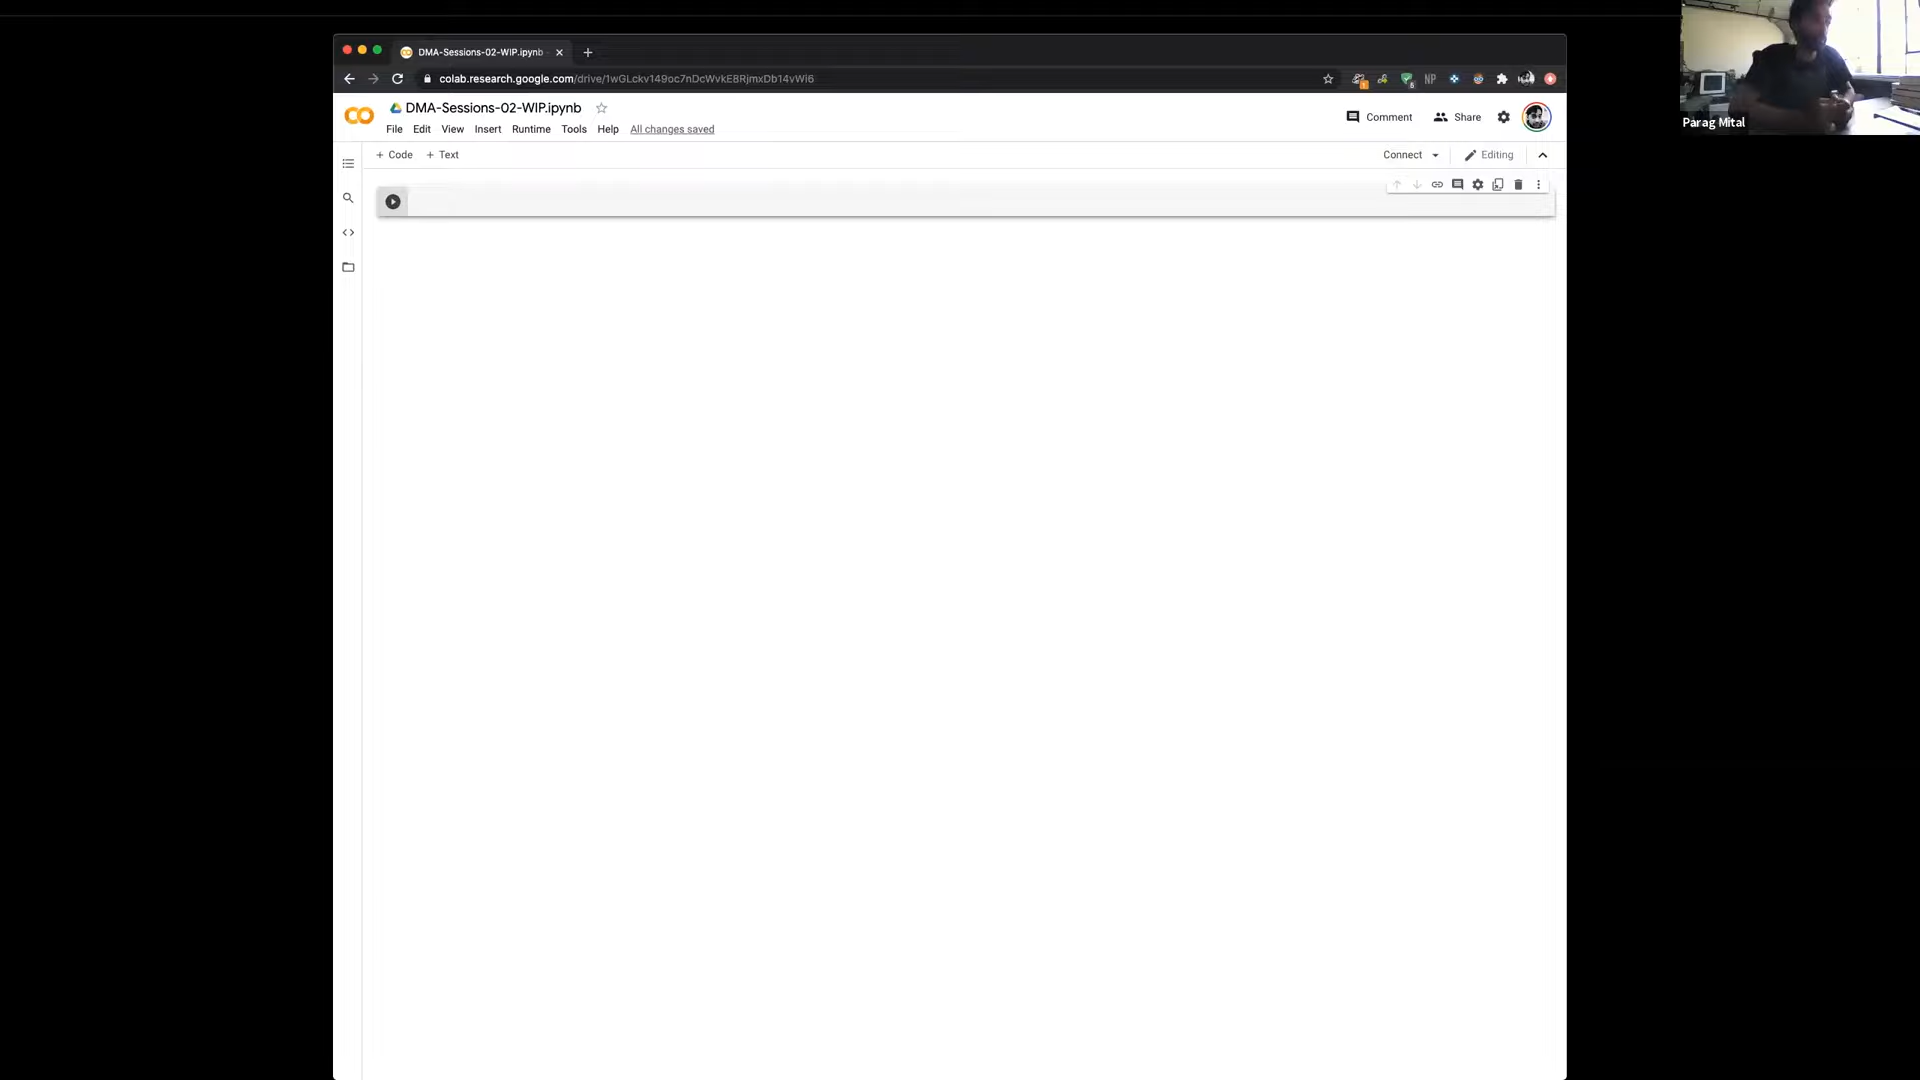 DMA-Sessions-02-WIP.ipynb
colab.research.google.com/drive/1wGLckv149oc7nDcWvkEBRjmxDb14vWi6
NP
DMA-Sessions-02-WIP.ipynb
Comment
Share
File Edit View Insert Runtime Tools Help All changes saved
Parag Mital
+ Code + Text
Connect
Editing